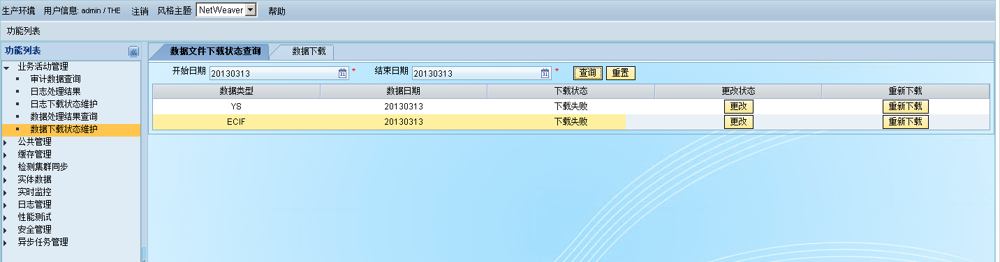 生产环境 用户信息: admin / THE 注销 风格主题: NetWeaver 帮助
功能列表
功能列表
业务活动管理
审计数据查询
日志处理结果
日志下载状态维护
数据处理结果查询
数据下载状态维护
公共管理
缓存管理
检测集群同步
实体数据
实时监控
日志管理
性能测试
安全管理
异步任务管理
数据文件下载状态查询 数据下载
开始日期 20130313 31 * 结束日期 20130313 31 * 查询 重置
数据类型 数据日期 下载状态 更改状态 重新下载
YS 20130313 下载失败 更改 重新下载
ECIF 20130313 下载失败 更改 重新下载